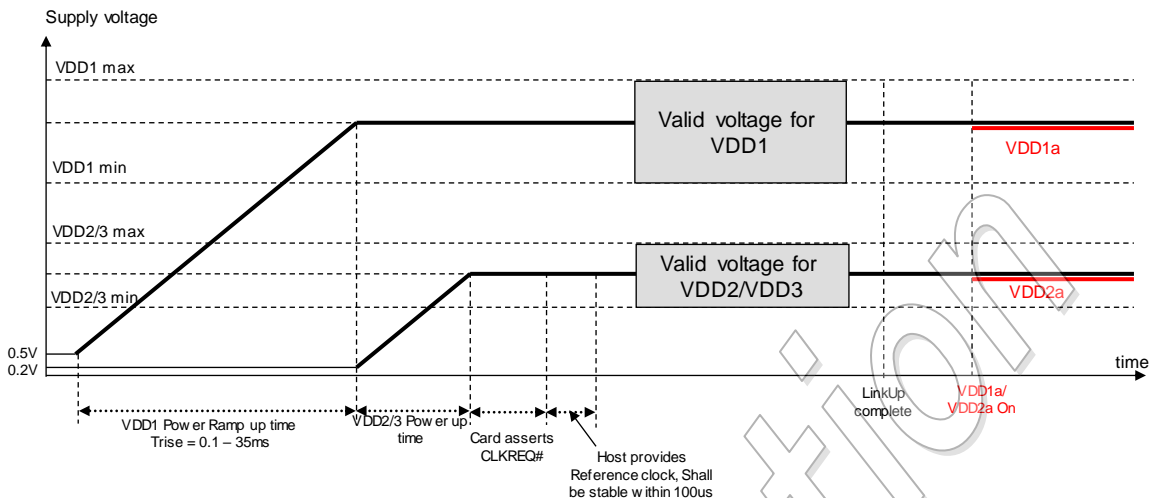 Supply voltage
VDD1 max
Valid voltage for
VDD1
VDD1a
VDD1 min
VDD2/3 max
Valid voltage for
VDD2/VDD3
VDD2a
VDD2/3 min
0.5V
0.2V
time
VDD1 Power Ramp up time
Trise = 0.1 – 35ms
VDD2/3 Power up
time
Card asserts
CLKREQ#
Host provides
Reference clock, Shall
be stable within 100us
LinkUp
complete
VDD1a/
VDD2a On
tion